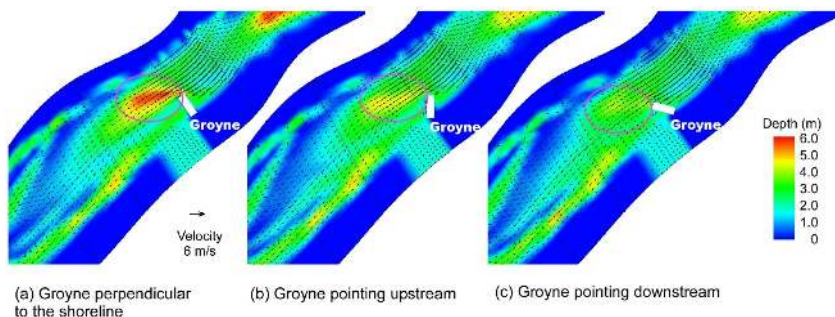 Groyne
Groyne
Groyne
Depth (m)
6.0
5.0
4.0
3.0
2.0
1.0
0
Velocity
6 m/s
(a) Groyne perpendicular
to the shoreline
(b) Groyne pointing upstream
(c) Groyne pointing downstream